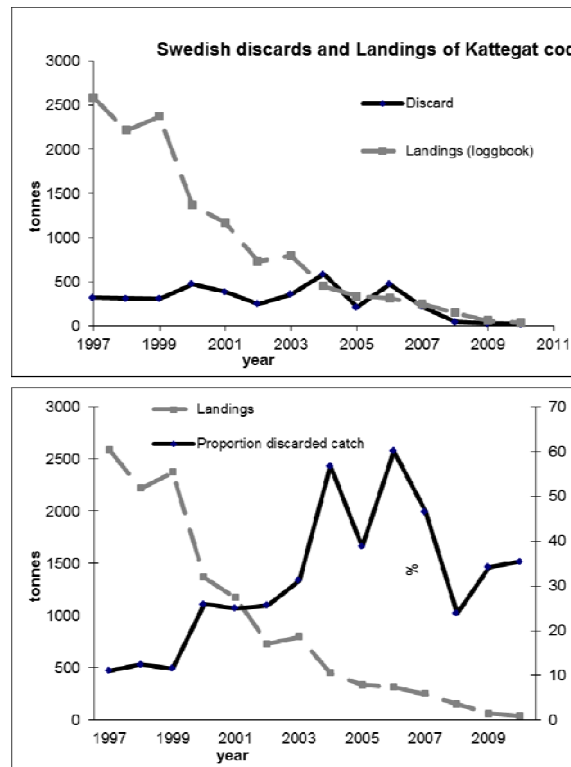 Swedish discards and Landings of Kattegat cod
3000
2500
2000
1500
1000
500
0
tonnes
Discard
Landings (loggbook)
1997 1999 2001 2003 2005 2007 2009 2011
year
3000
2500
2000
1500
1000
500
0
tonnes
Landings
Proportion discarded catch
70
60
50
40
30
20
10
0
%
1997 1999 2001 2003 2005 2007 2009
year